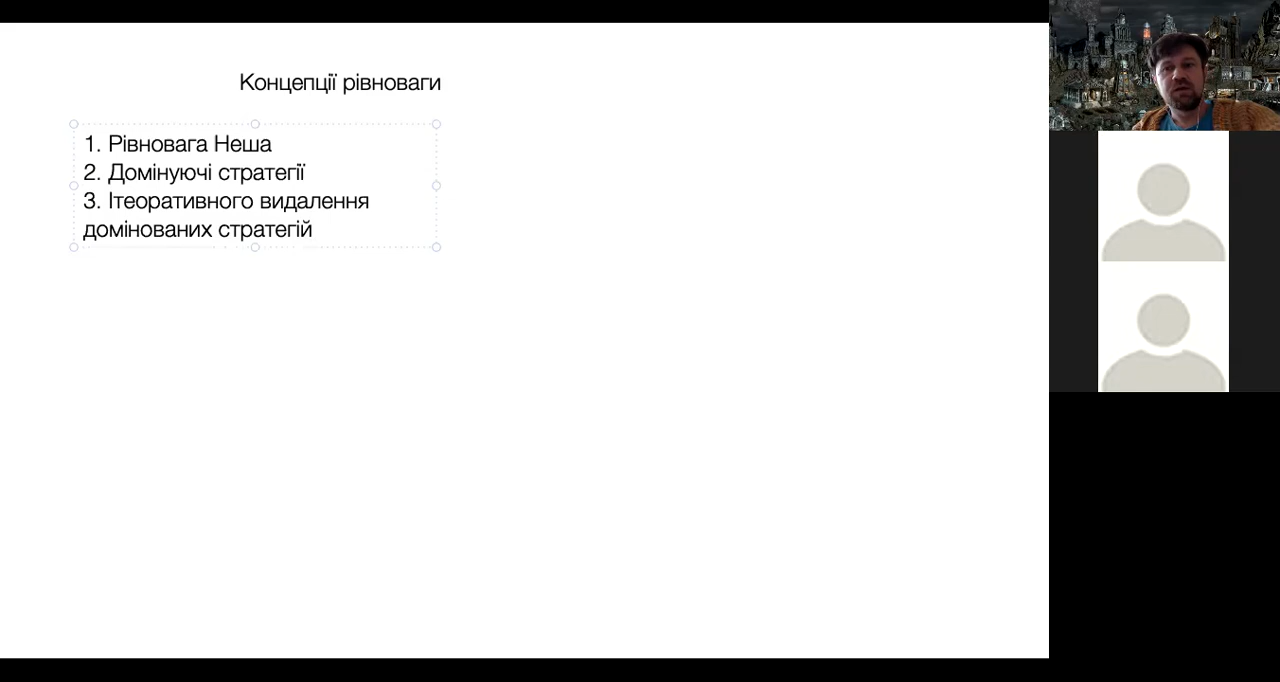 Концепції рівноваги
1. Рівновага Неша
2. Домінуючі стратегії
3. Ітеоративного видалення
домінованих стратегій